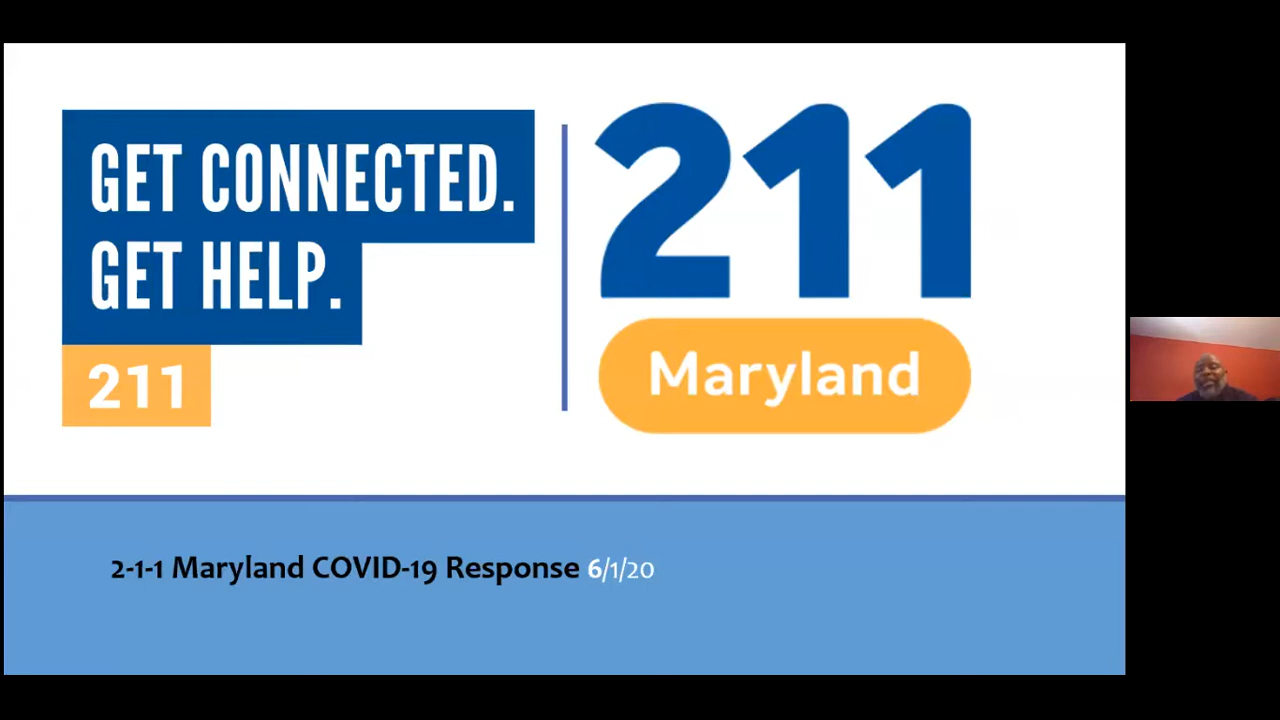 GET CONNECTED.
GET HELP.
211
211
Maryland
2-1-1 Maryland COVID-19 Response 6/1/20